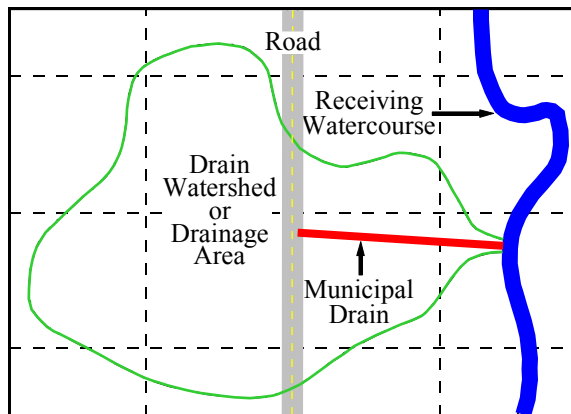 Road
Receiving
Watercourse
Drain
Watershed
or
Drainage
Area
Municipal
Drain